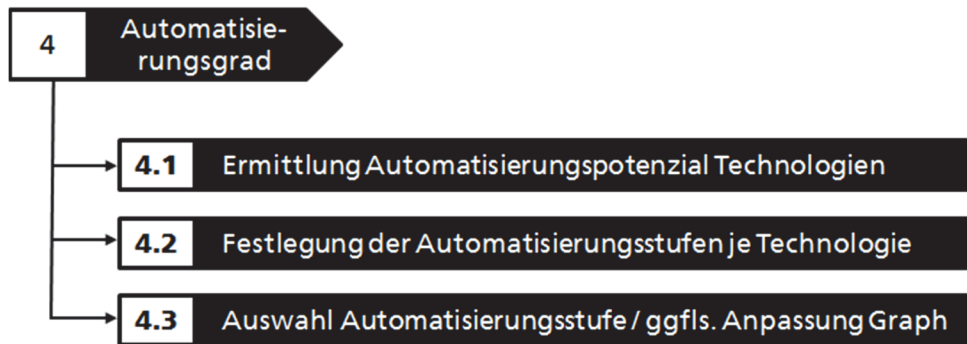 4
Automatisie-
rungsgrad
4.1 Ermittlung Automatisierungspotenzial Technologien
4.2 Festlegung der Automatisierungsstufen je Technologie
4.3 Auswahl Automatisierungsstufe / ggfls. Anpassung Graph